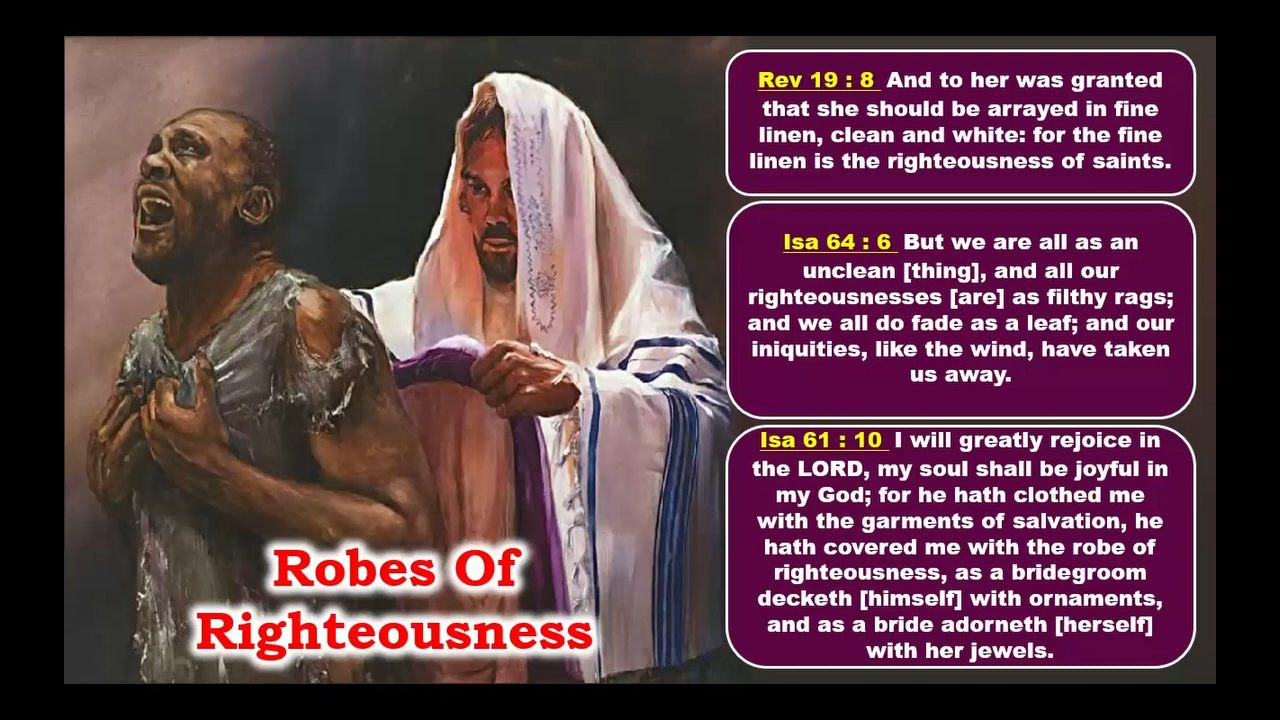 Robes Of
Righteousness
Rev 19 : 8 And to her was granted
that she should be arrayed in fine
linen, clean and white: for the fine
linen is the righteousness of saints.
Isa 64 : 6 But we are all as an
unclean [thing], and all our
righteousnesses [are] as filthy rags;
and we all do fade as a leaf; and our
iniquities, like the wind, have taken
us away.
Isa 61 : 10 I will greatly rejoice in
the LORD, my soul shall be joyful in
my God; for he hath clothed me
with the garments of salvation, he
hath covered me with the robe of
righteousness, as a bridegroom
decketh [himself] with ornaments,
and as a bride adorneth [herself]
with her jewels.